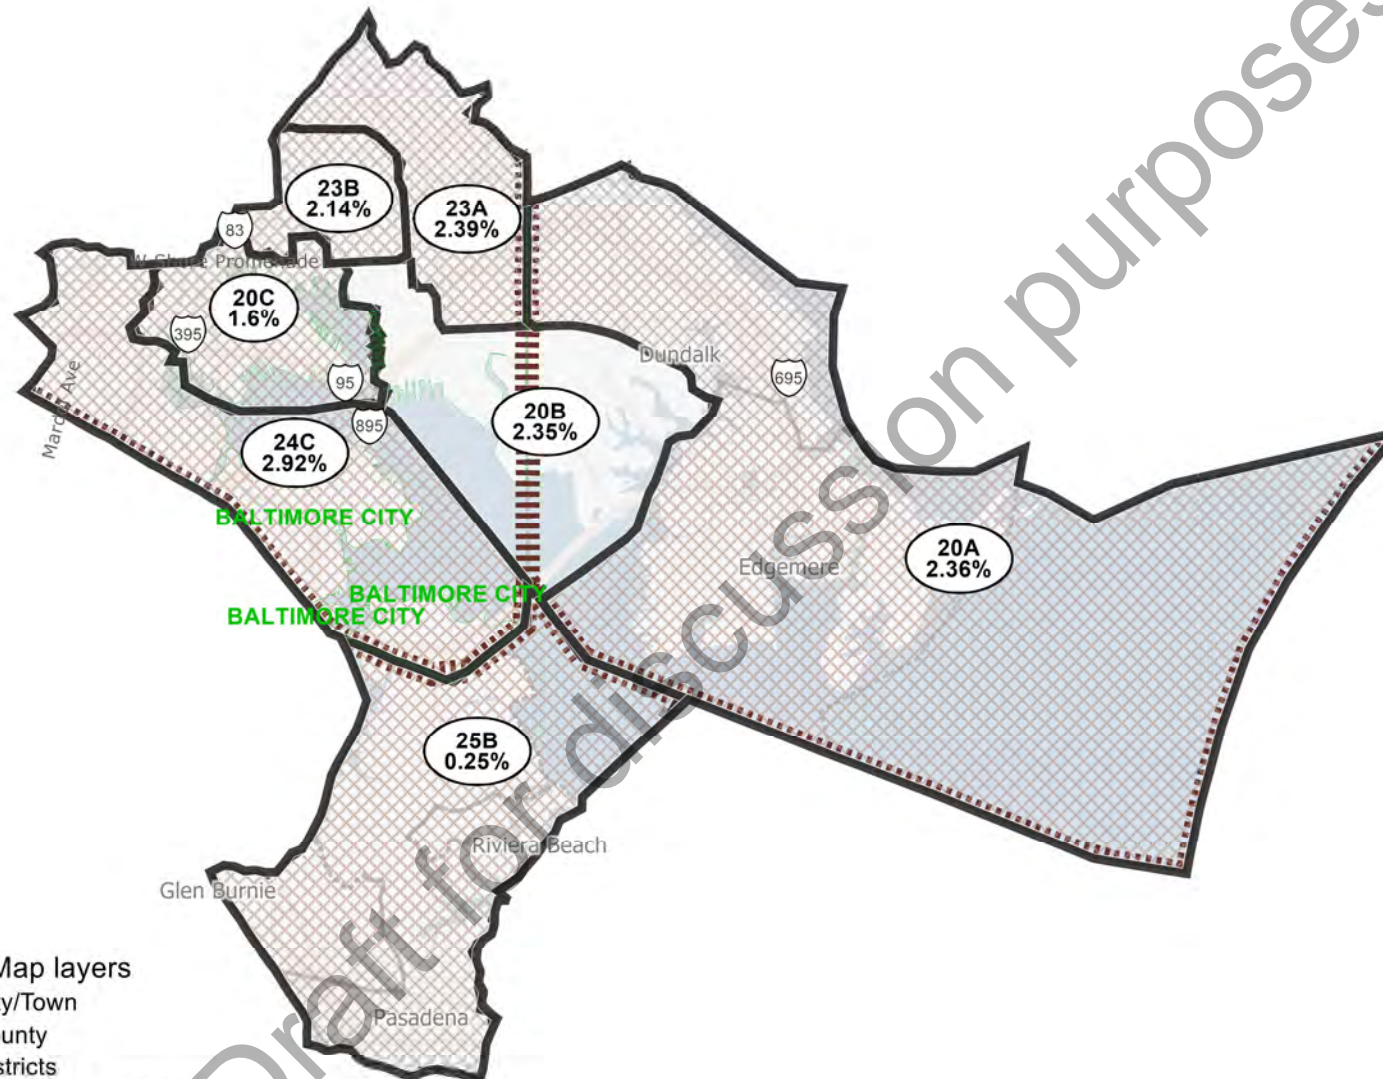 23B
2.14%
23A
2.39%
83
W Shore Promenade
20C
1.6%
395
95
Dundalk
695
895
20B
2.35%
24C
2.92%
BALTIMORE CITY
20A
2.36%
Edgemere
BALTIMORE CITY
BALTIMORE CITY
25B
0.25%
Riviera Beach
Glen Burnie
Pasadena
Map layers
ty/Town
ounty
stricts
Draft for discussion purposes